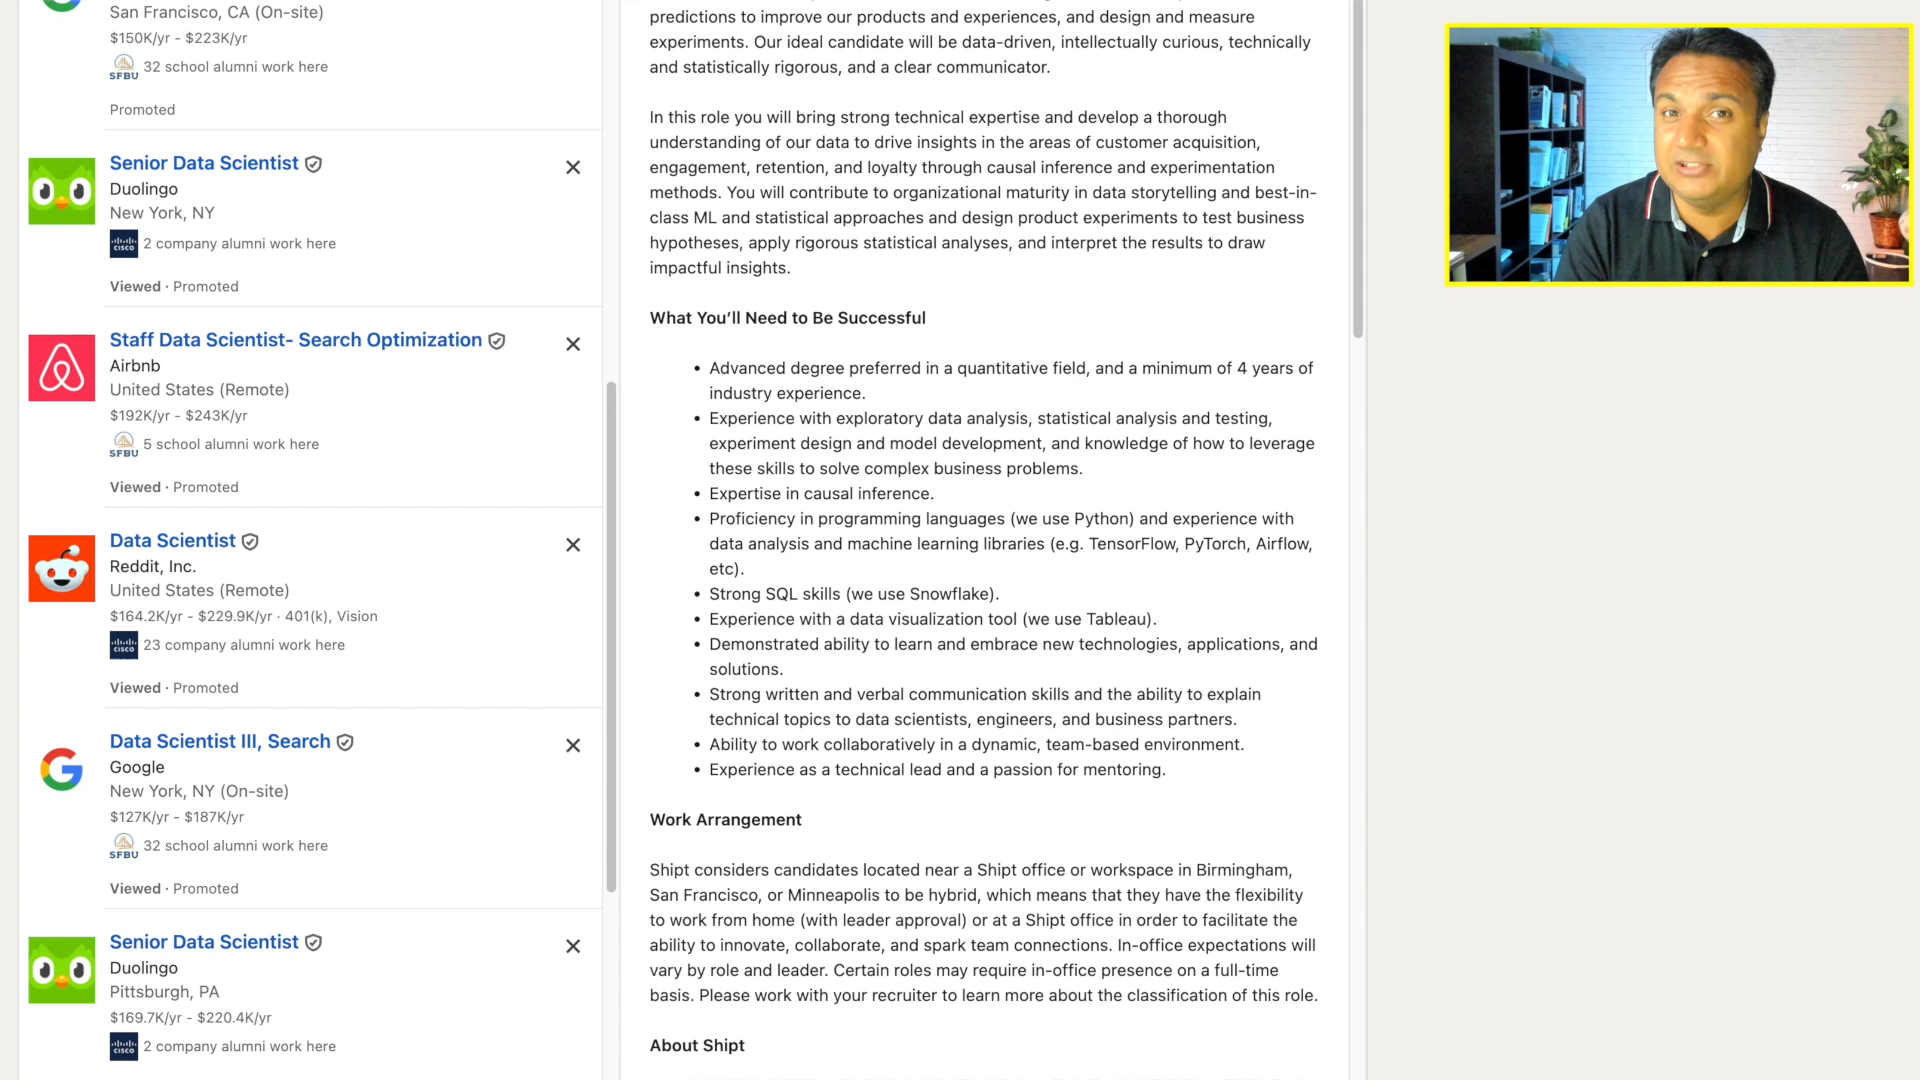 San Francisco, CA (On-site)
$150K/yr - $223K/yr
SFBU
32 school alumni work here
Promoted
Senior Data Scientist
Duolingo
New York, NY
CISCO
2 company alumni work here
Viewed · Promoted
Staff Data Scientist- Search Optimization
Airbnb
United States (Remote)
$192K/yr - $243K/yr
SFBU
5 school alumni work here
Viewed · Promoted
Data Scientist
Reddit, Inc.
United States (Remote)
$164.2K/yr - $229.9K/yr · 401(k), Vision
CISCO
23 company alumni work here
Viewed · Promoted
Data Scientist III, Search
Google
New York, NY (On-site)
$127K/yr - $187K/yr
SFBU
32 school alumni work here
Viewed · Promoted
Senior Data Scientist
Duolingo
Pittsburgh, PA
$169.7K/yr - $220.4K/yr
CISCO
2 company alumni work here
predictions to improve our products and experiences, and design and measure
experiments. Our ideal candidate will be data-driven, intellectually curious, technically
and statistically rigorous, and a clear communicator.
In this role you will bring strong technical expertise and develop a thorough
understanding of our data to drive insights in the areas of customer acquisition,
engagement, retention, and loyalty through causal inference and experimentation
methods. You will contribute to organizational maturity in data storytelling and best-in-
class ML and statistical approaches and design product experiments to test business
hypotheses, apply rigorous statistical analyses, and interpret the results to draw
impactful insights.
What You’ll Need to Be Successful
• Advanced degree preferred in a quantitative field, and a minimum of 4 years of
industry experience.
• Experience with exploratory data analysis, statistical analysis and testing,
experiment design and model development, and knowledge of how to leverage
these skills to solve complex business problems.
• Expertise in causal inference.
• Proficiency in programming languages (we use Python) and experience with
data analysis and machine learning libraries (e.g. TensorFlow, PyTorch, Airflow,
etc).
• Strong SQL skills (we use Snowflake).
• Experience with a data visualization tool (we use Tableau).
• Demonstrated ability to learn and embrace new technologies, applications, and
solutions.
• Strong written and verbal communication skills and the ability to explain
technical topics to data scientists, engineers, and business partners.
• Ability to work collaboratively in a dynamic, team-based environment.
• Experience as a technical lead and a passion for mentoring.
Work Arrangement
Shipt considers candidates located near a Shipt office or workspace in Birmingham,
San Francisco, or Minneapolis to be hybrid, which means that they have the flexibility
to work from home (with leader approval) or at a Shipt office in order to facilitate the
ability to innovate, collaborate, and spark team connections. In-office expectations will
vary by role and leader. Certain roles may require in-office presence on a full-time
basis. Please work with your recruiter to learn more about the classification of this role.
About Shipt